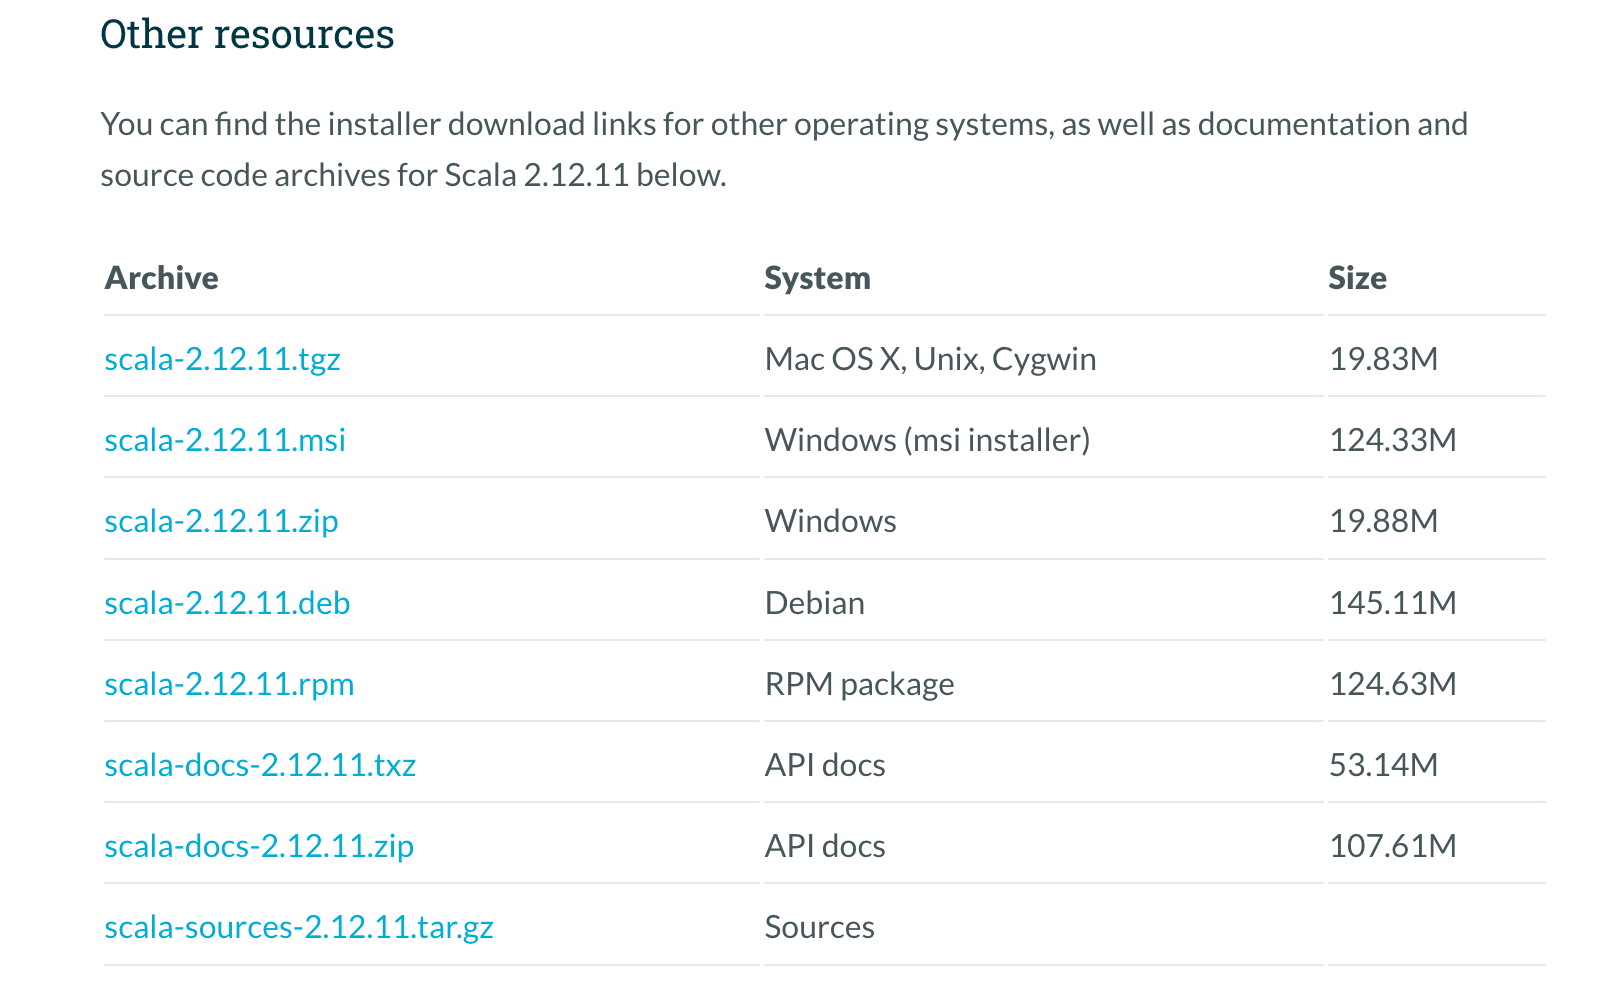 Other resources
You can find the installer download links for other operating systems, as well as documentation and
source code archives for Scala 2.12.11 below.
Archive System Size
scala-2.12.11.tgz Mac OS X, Unix, Cygwin 19.83M
scala-2.12.11.msi Windows (msi installer) 124.33M
scala-2.12.11.zip Windows 19.88M
scala-2.12.11.deb Debian 145.11M
scala-2.12.11.rpm RPM package 124.63M
scala-docs-2.12.11.txz API docs 53.14M
scala-docs-2.12.11.zip API docs 107.61M
scala-sources-2.12.11.tar.gz Sources